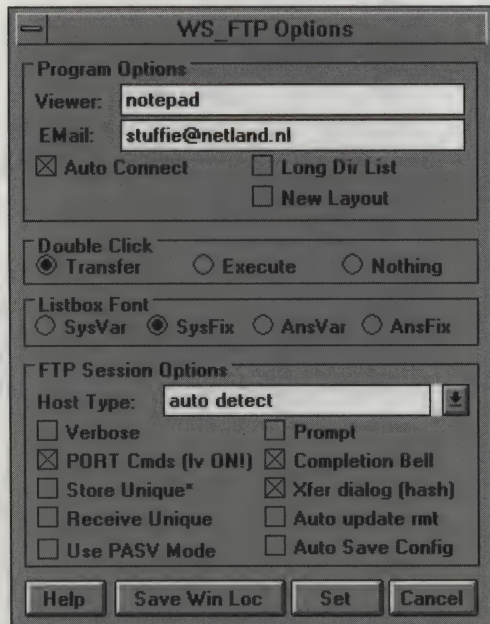 WS_FTP Options
Program Options
Viewer: notepad
EMail: stuffie@netland.nl
Auto Connect Long Dir List
New Layout
Double Click
Transfer Execute Nothing
Listbox Font
SysVar SysFix AnsVar AnsFix
FTP Session Options
Host Type: auto detect
Verbose Prompt
PORT Cmds (lv ON!) Completion Bell
Store Unique* Xfer dialog (hash)
Receive Unique Auto update rmt
Use PASV Mode Auto Save Config
Help Save Win Loc Set Cancel